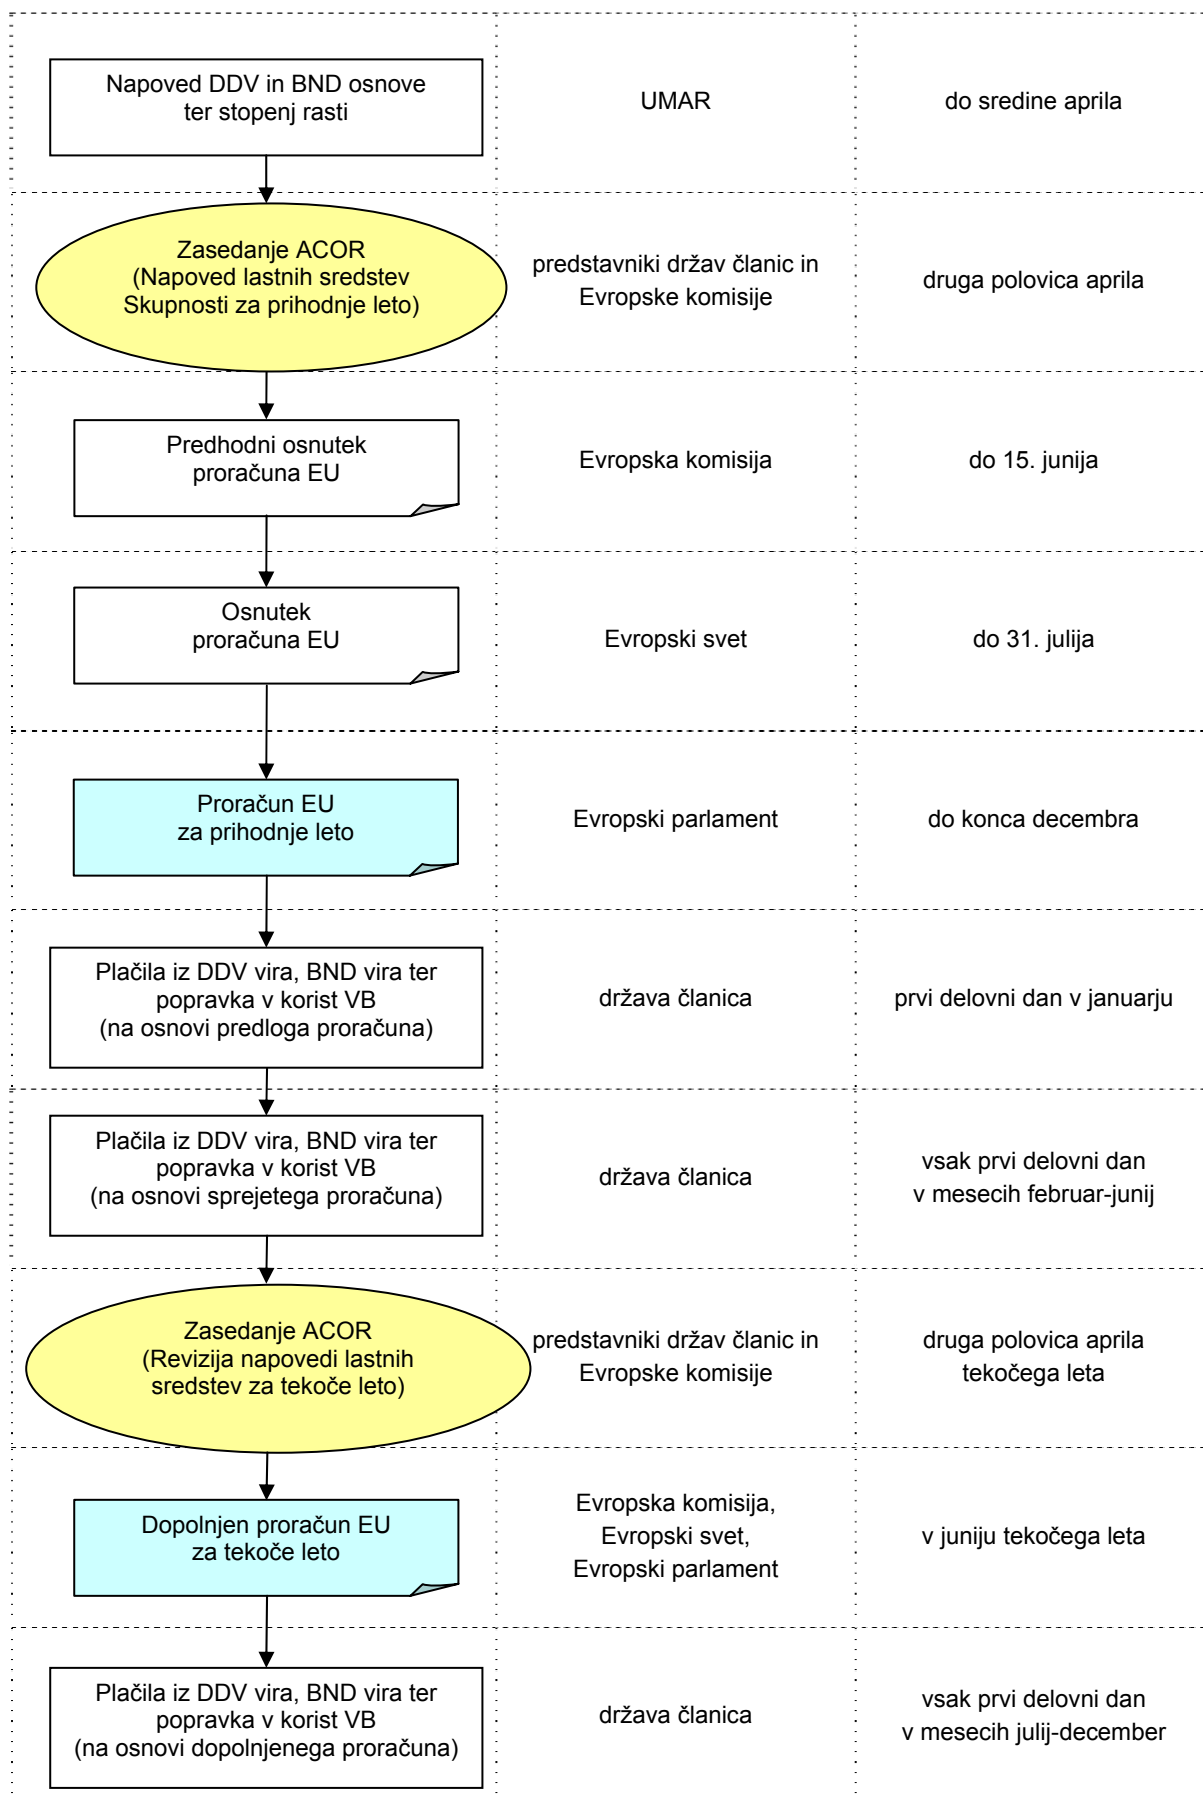 Napoved DDV in BND osnove
ter stopenj rasti
UMAR
do sredine aprila
Zasedanje ACOR
(Napoved lastnih sredstev
Skupnosti za prihodnje leto)
predstavniki držav članic in
Evropske komisije
druga polovica aprila
Predhodni osnutek
proračuna EU
Evropska komisija
do 15. junija
Osnutek
proračuna EU
Evropski svet
do 31. julija
Proračun EU
za prihodnje leto
Evropski parlament
do konca decembra
Plačila iz DDV vira, BND vira ter
popravka v korist VB
(na osnovi predloga proračuna)
država članica
prvi delovni dan v januarju
Plačila iz DDV vira, BND vira ter
popravka v korist VB
(na osnovi sprejetega proračuna)
država članica
vsak prvi delovni dan
v mesecih februar-junij
Zasedanje ACOR
(Revizija napovedi lastnih
sredstev za tekoče leto)
predstavniki držav članic in
Evropske komisije
druga polovica aprila
tekočega leta
Dopolnjen proračun EU
za tekoče leto
Evropska komisija,
Evropski svet,
Evropski parlament
v juniju tekočega leta
Plačila iz DDV vira, BND vira ter
popravka v korist VB
(na osnovi dopolnjenega proračuna)
država članica
vsak prvi delovni dan
v mesecih julij-december